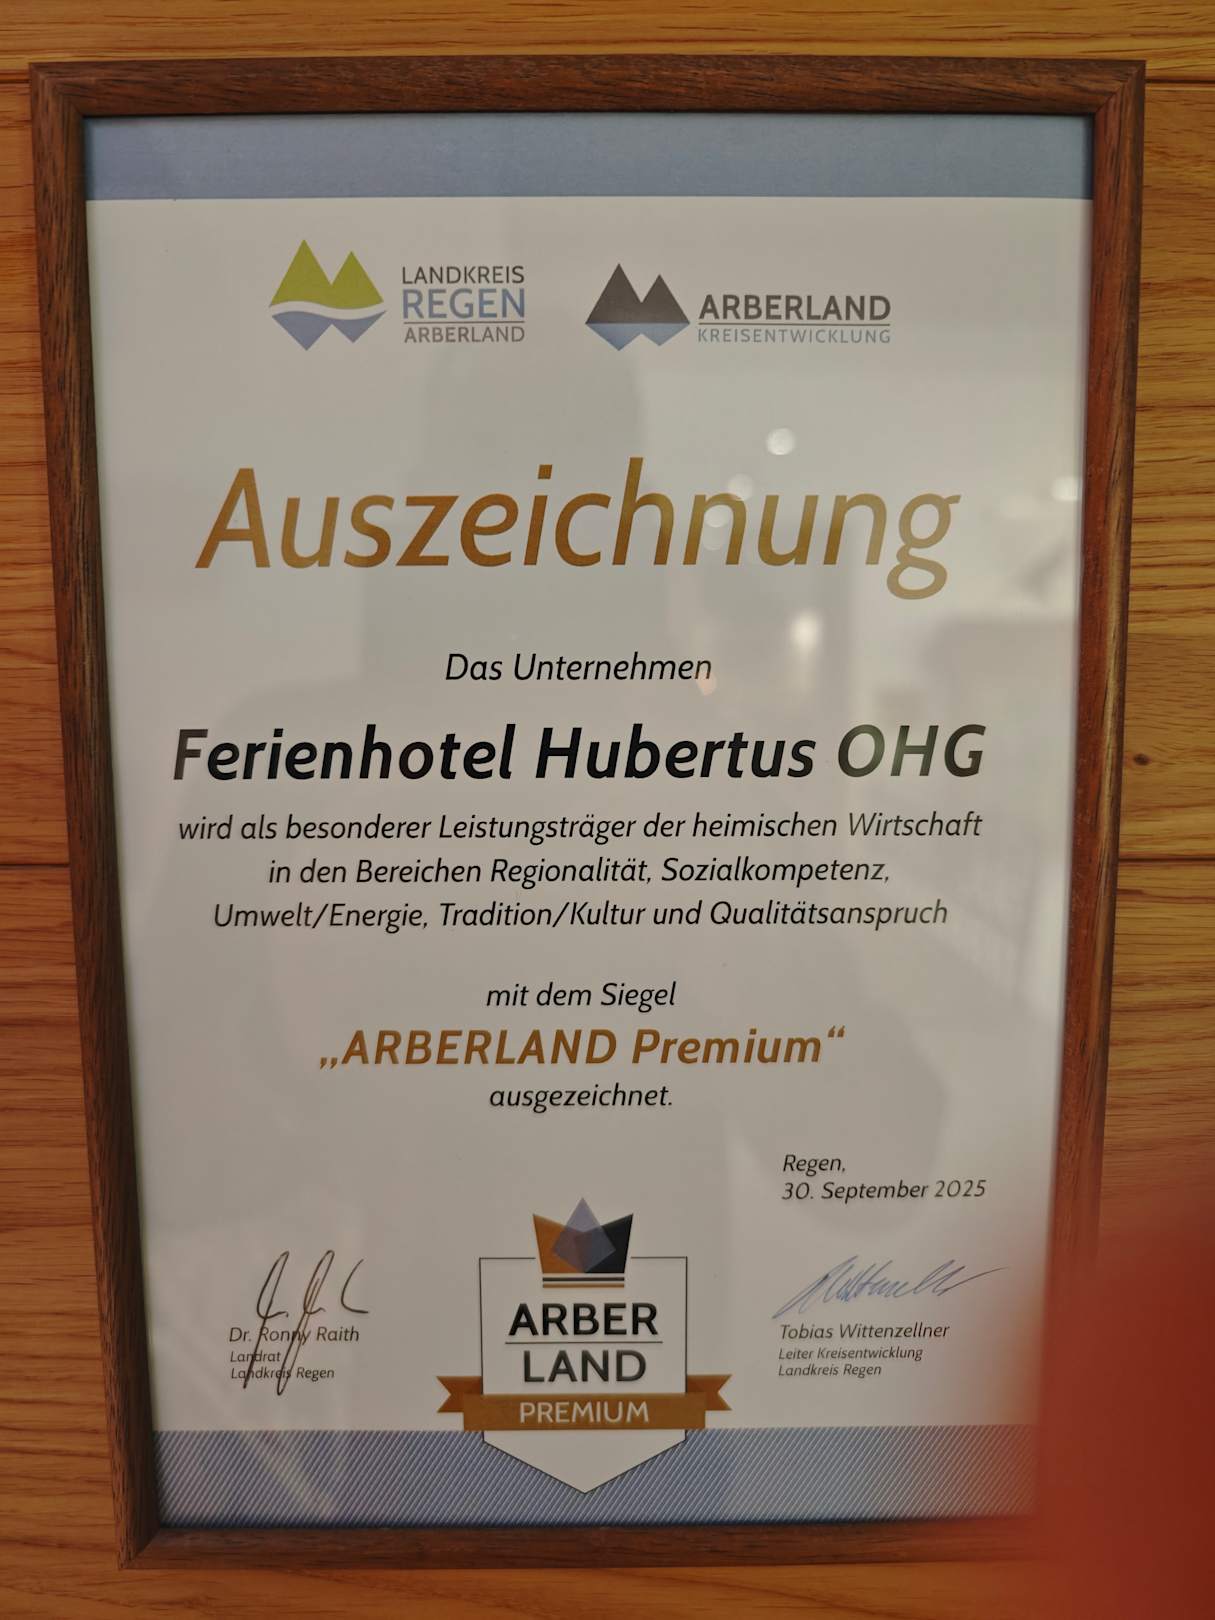 LANDKREIS
REGEN
ARBERLAND
ARBERLAND
KREISENTWICKLUNG
Auszeichnung
Das Unternehmen
Ferienhotel Hubertus OHG
wird als besonderer Leistungsträger der heimischen Wirtschaft
in den Bereichen Regionalität, Sozialkompetenz,
Umwelt/Energie, Tradition/Kultur und Qualitätsanspruch
mit dem Siegel
„ARBERLAND Premium“
ausgezeichnet.
Regen,
30. September 2025
Dr. Ronny Raith
Landrat
Landkreis Regen
ARBER
LAND
PREMIUM
Tobias Wittenzellner
Leiter Kreisentwicklung
Landkreis Regen